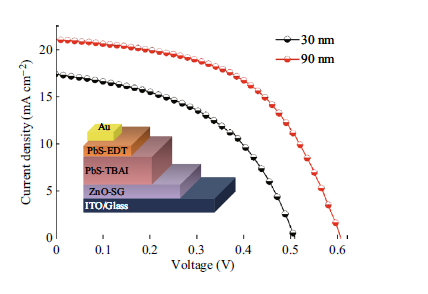 30 nm
90 nm
Current density (mA cm⁻²)
20
15
10
5
0
Au
PbS-EDT
PbS-TBAI
ZnO-SG
ITO/Glass
0 0.1 0.2 0.3 0.4 0.5 0.6
Voltage (V)